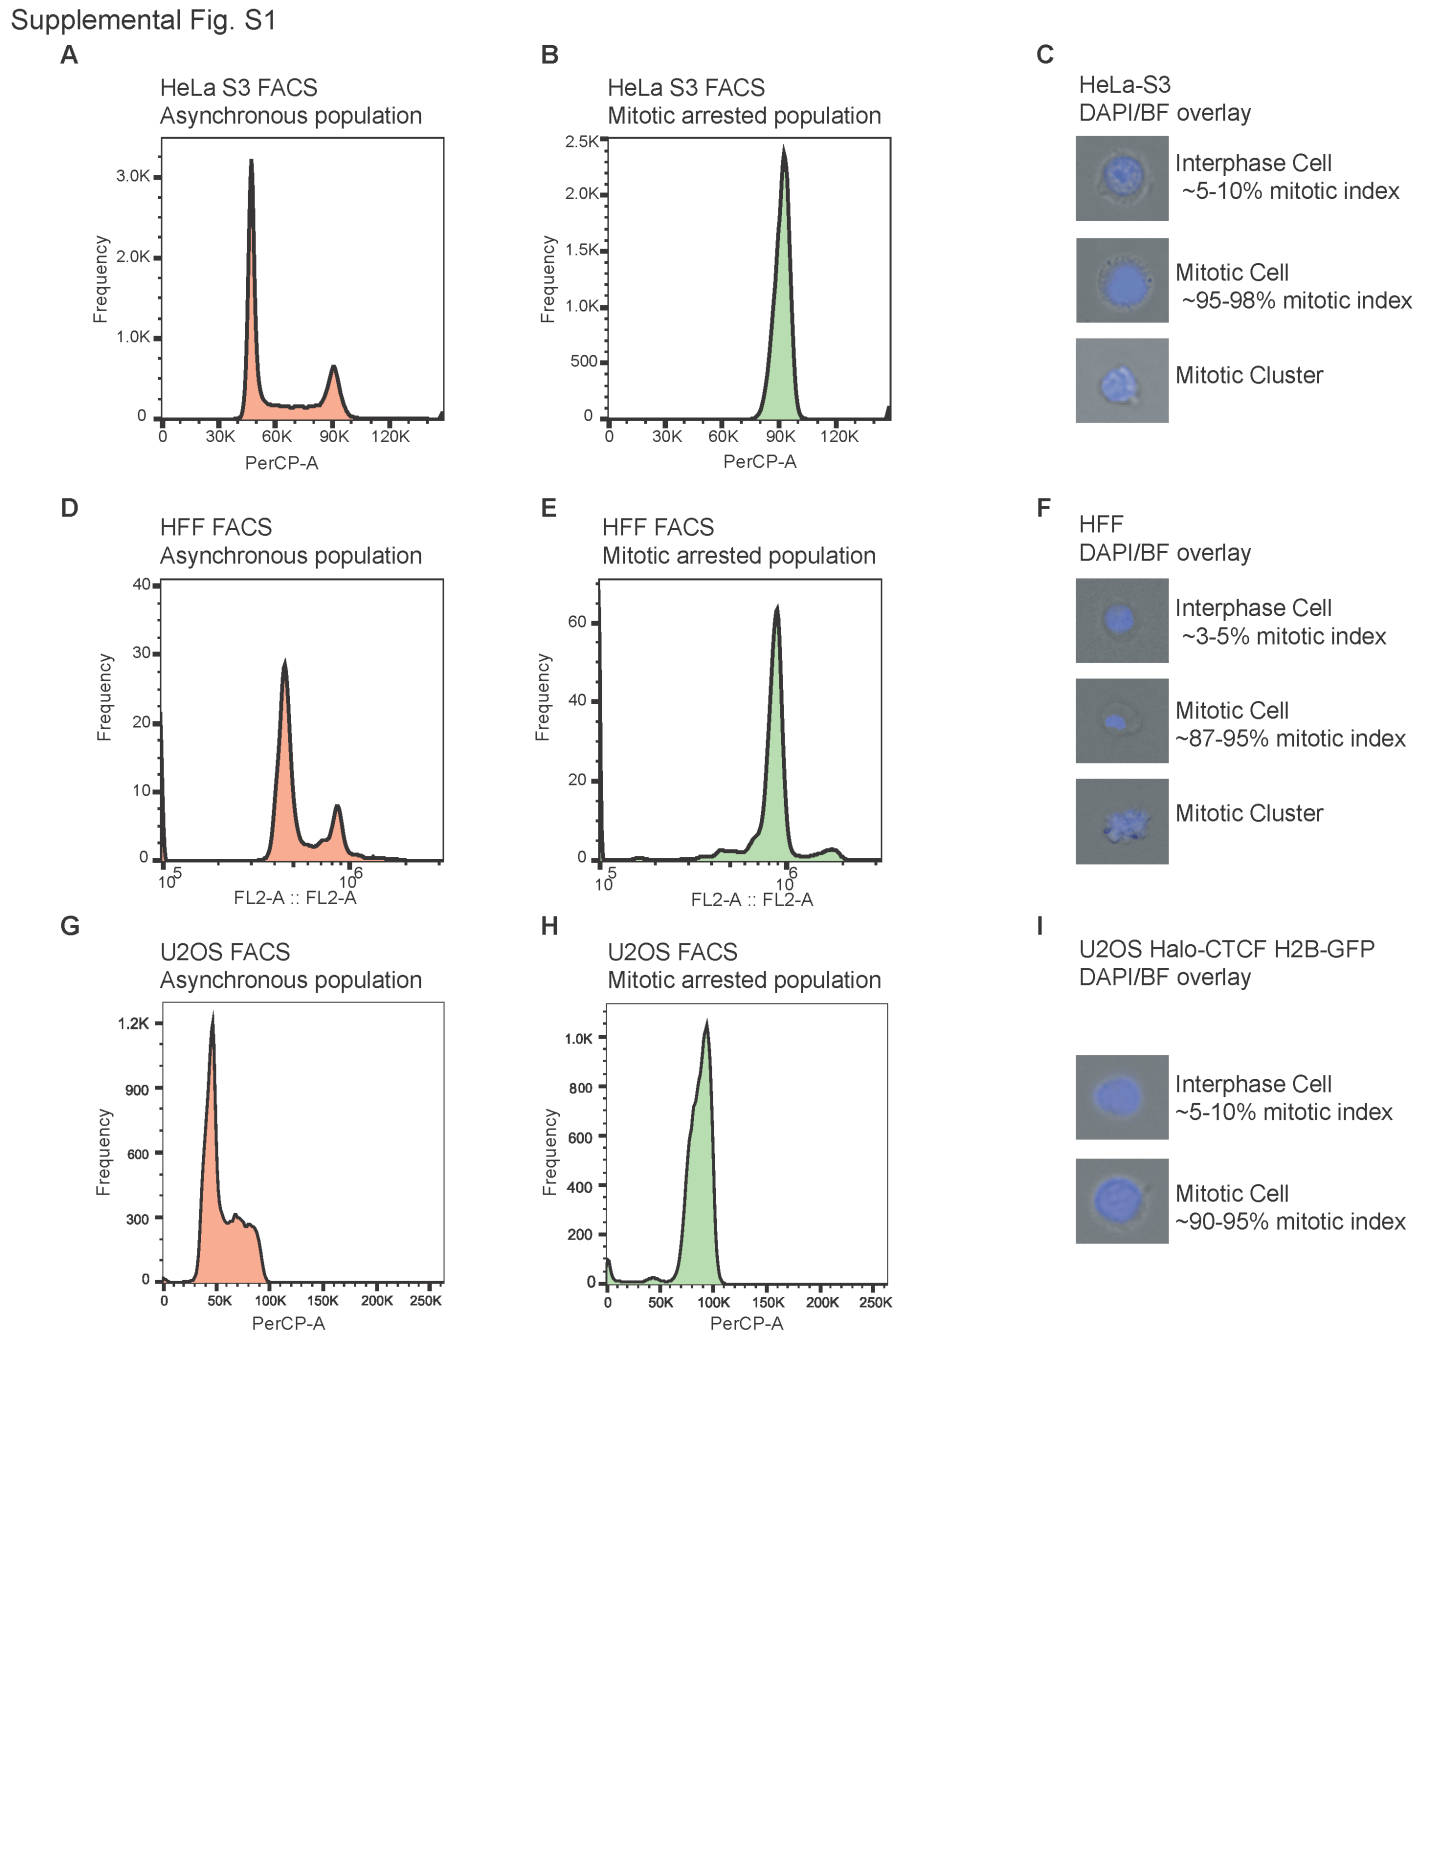 Supplemental Fig. S1
A
HeLa S3 FACS
Asynchronous population
Frequency
3.0K
2.0K
1.0K
0
0 30K 60K 90K 120K
PerCP-A
B
HeLa S3 FACS
Mitotic arrested population
Frequency
2.5K
2.0K
1.5K
1.0K
500
0
0 30K 60K 90K 120K
PerCP-A
C
HeLa-S3
DAPI/BF overlay
Interphase Cell
~5-10% mitotic index
Mitotic Cell
~95-98% mitotic index
Mitotic Cluster
D
HFF FACS
Asynchronous population
Frequency
40
30
20
10
0
10^5 10^6
FL2-A :: FL2-A
E
HFF FACS
Mitotic arrested population
Frequency
60
40
20
0
10^5 10^6
FL2-A :: FL2-A
F
HFF
DAPI/BF overlay
Interphase Cell
~3-5% mitotic index
Mitotic Cell
~87-95% mitotic index
Mitotic Cluster
G
U2OS FACS
Asynchronous population
Frequency
1.2K
900
600
300
0
0 50K 100K 150K 200K 250K
PerCP-A
H
U2OS FACS
Mitotic arrested population
Frequency
1.0K
800
600
400
200
0
0 50K 100K 150K 200K 250K
PerCP-A
I
U2OS Halo-CTCF H2B-GFP
DAPI/BF overlay
Interphase Cell
~5-10% mitotic index
Mitotic Cell
~90-95% mitotic index